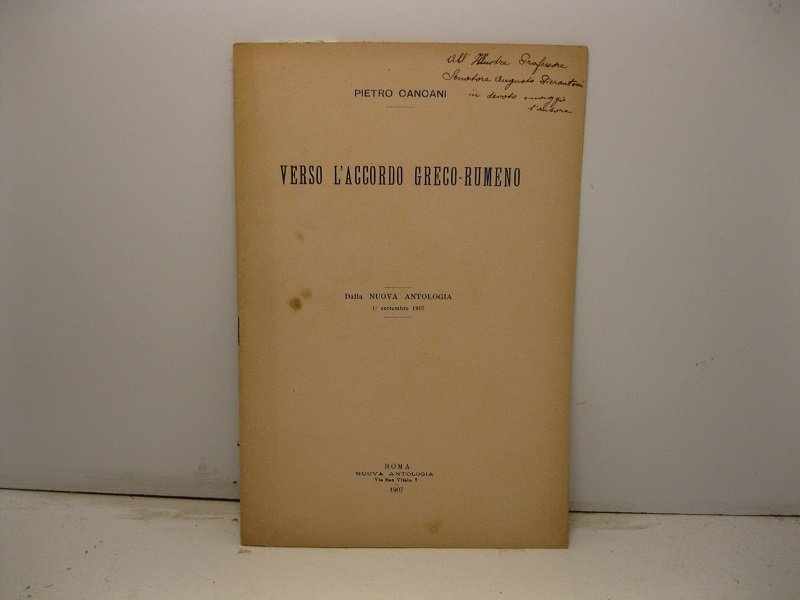 All' Illustre Professore
Senatore Augusto Pierantoni
in devoto omaggio
l'autore
PIETRO CANCANI
VERSO L'ACCORDO GRECO-RUMENO
Dalla NUOVA ANTOLOGIA
1° settembre 1907
ROMA
NUOVA ANTOLOGIA
Via San Vitale, 7
1907